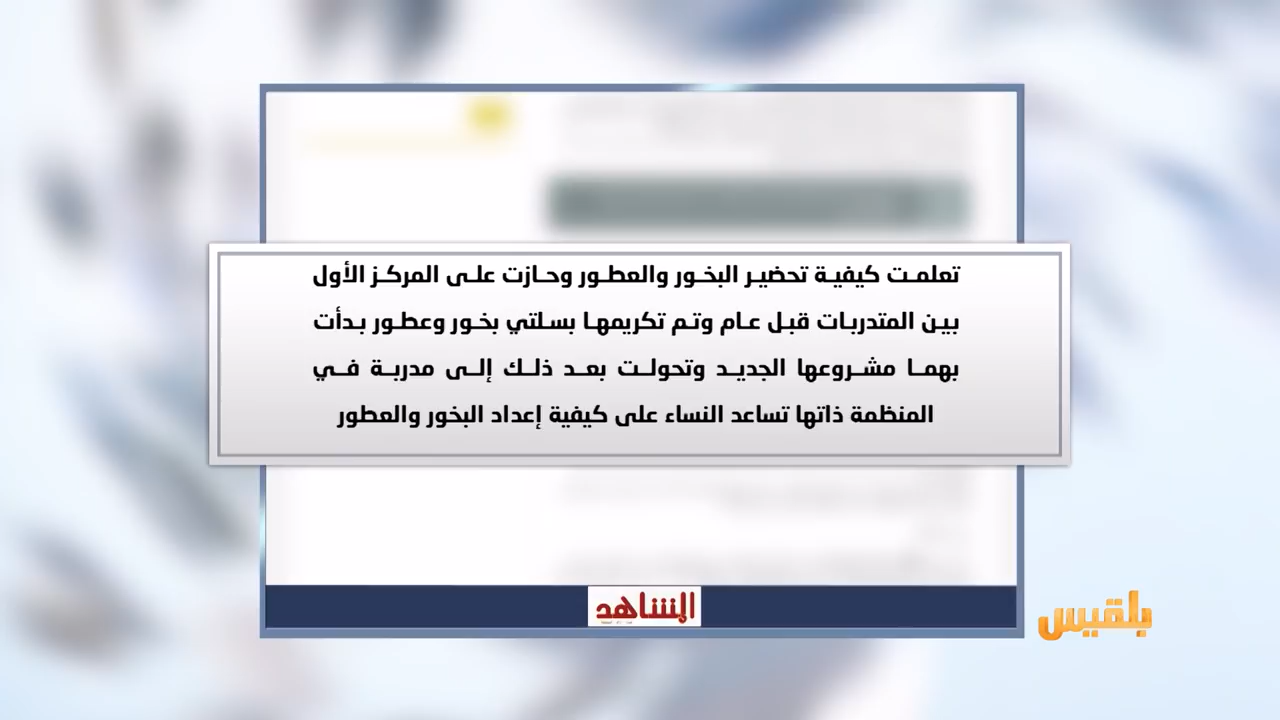 تعلمت كيفية تحضير البخور والعطور وحازت على المركز الأول
بين المتدربات قبل عام وتم تكريمها بسلتي بخور وعطور بدأت
بهما مشروعها الجديد وتحولت بعد ذلك إلى مدربة في
المنظمة ذاتها تساعد النساء على كيفية إعداد البخور والعطور
المشاهد
بلقيس